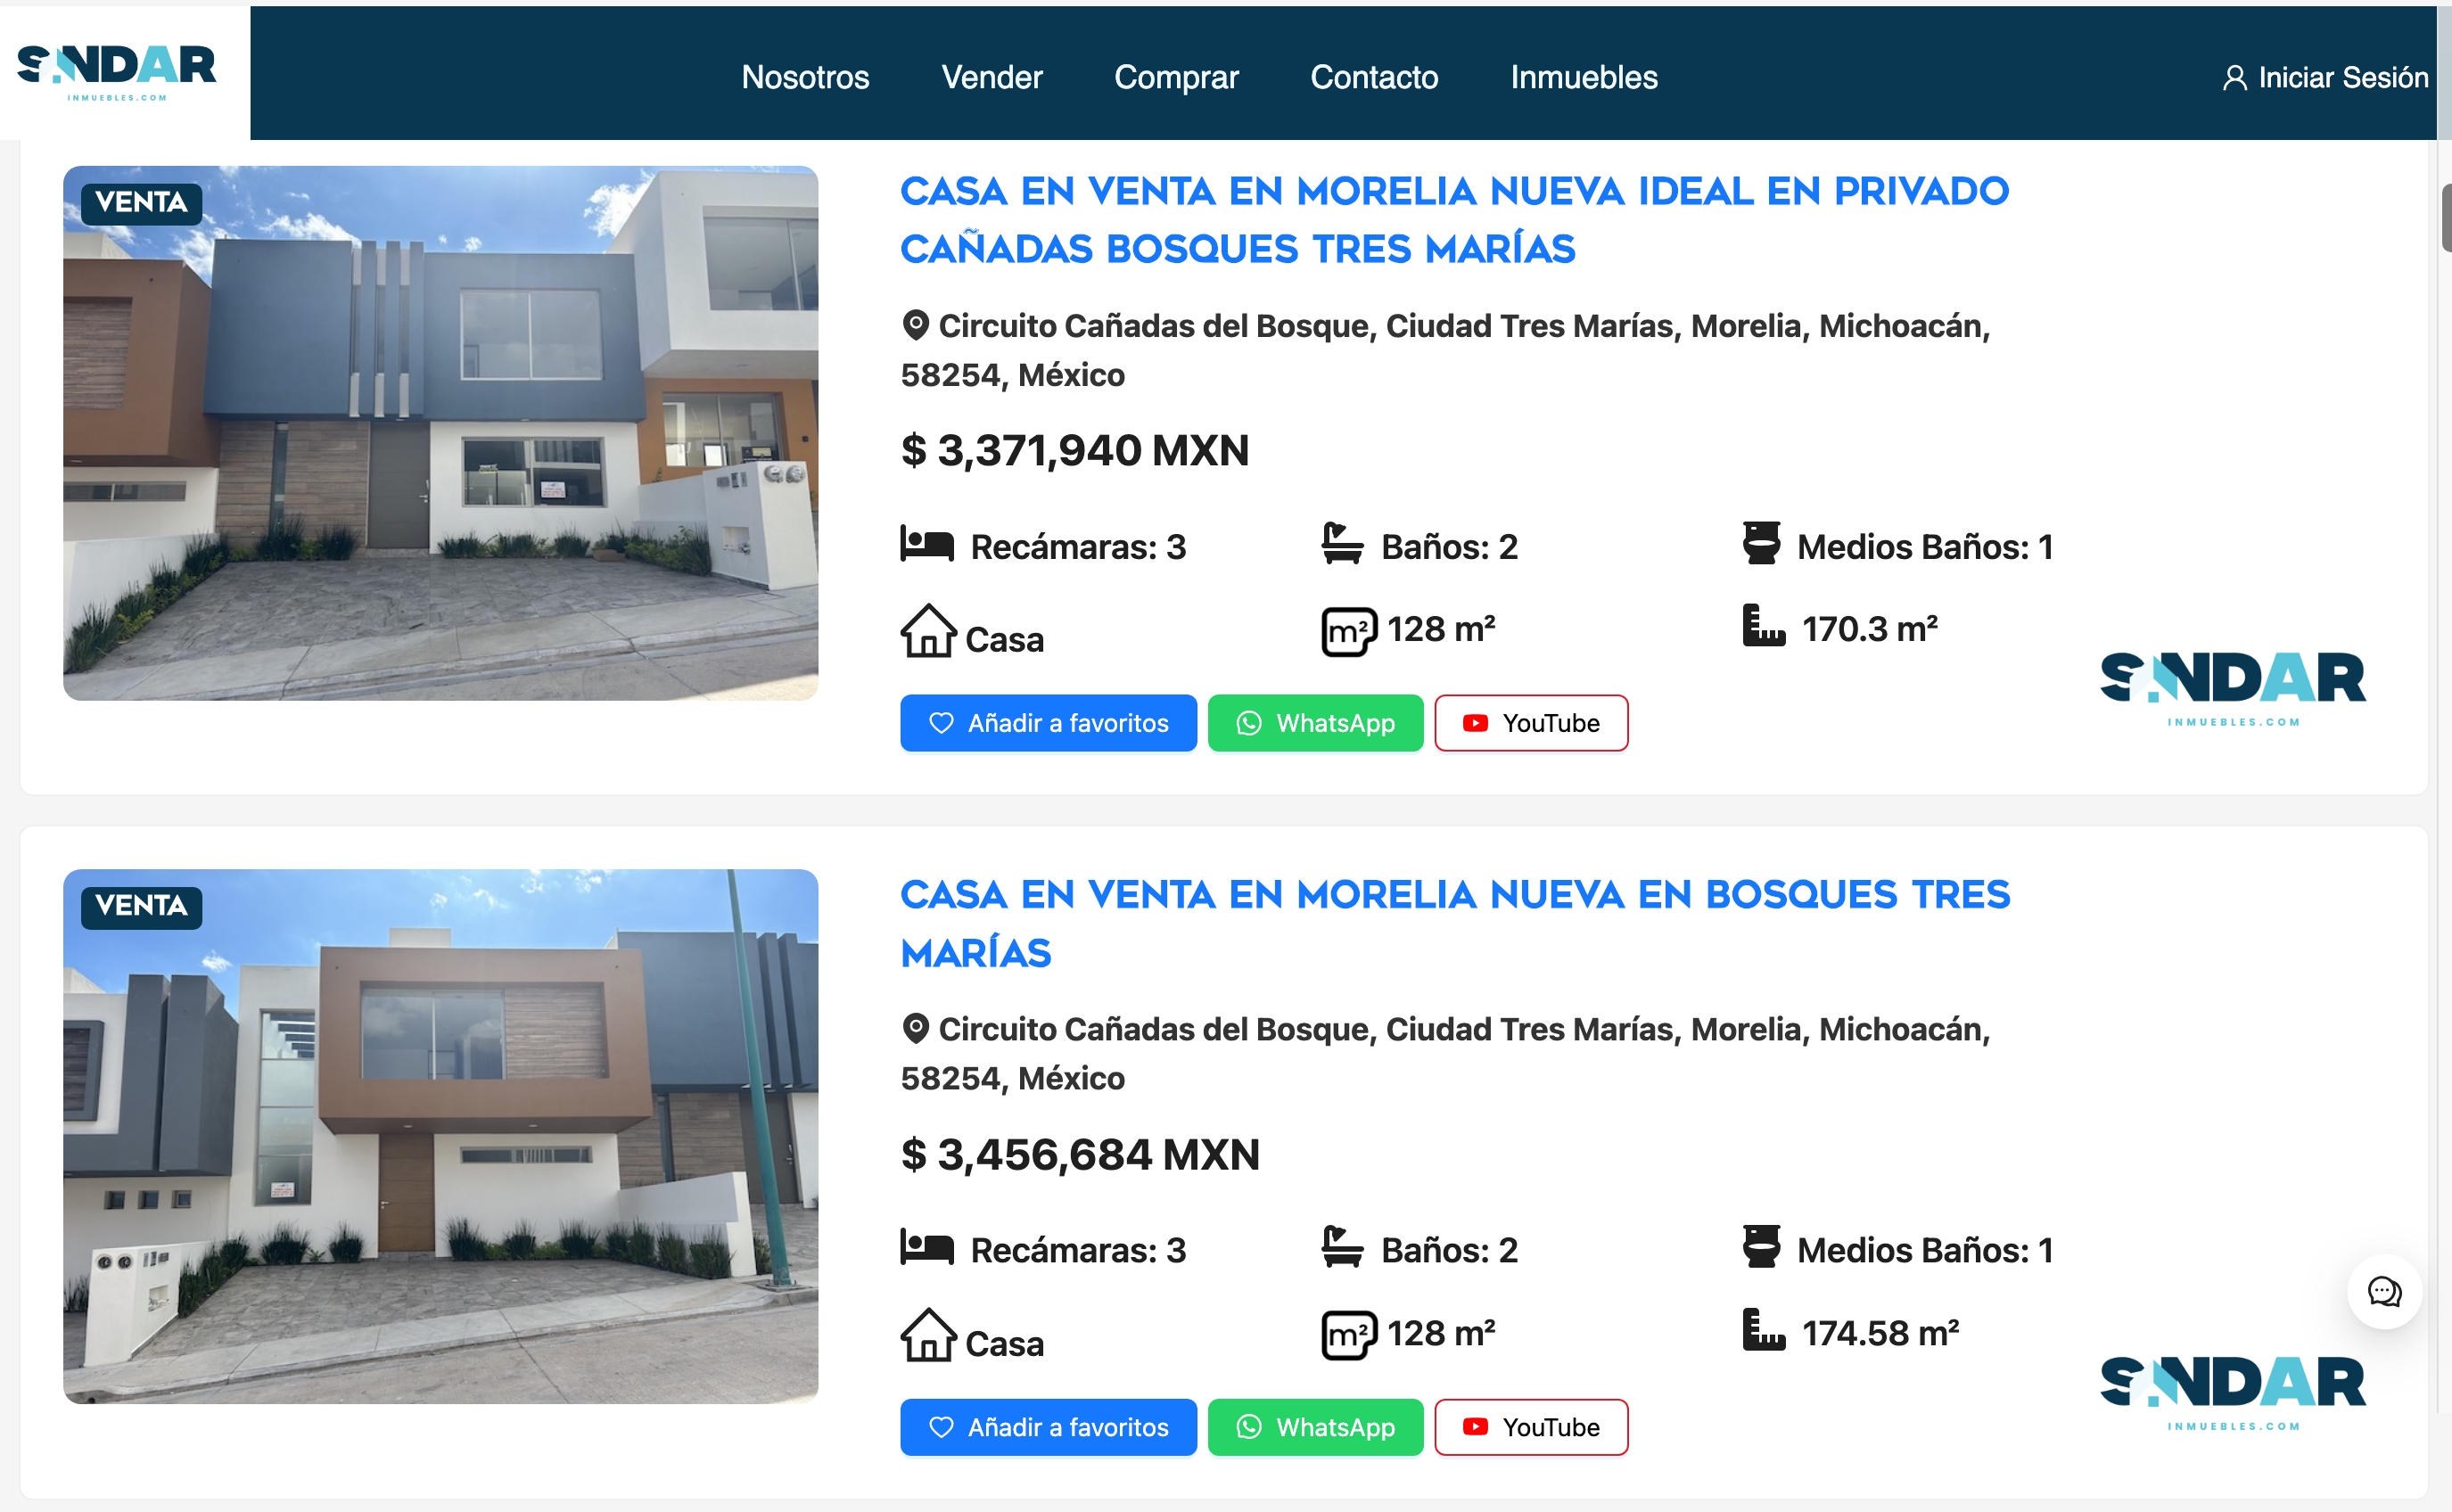 SANDAR
INMUEBLES.COM
Nosotros
Vender
Comprar
Contacto
Inmuebles
Iniciar Sesión
VENTA
CASA EN VENTA EN MORELIA NUEVA IDEAL EN PRIVADO
CAÑADAS BOSQUES TRES MARÍAS
Circuito Cañadas del Bosque, Ciudad Tres Marías, Morelia, Michoacán,
58254, México
$ 3,371,940 MXN
Recámaras: 3
Baños: 2
Medios Baños: 1
Casa
m² 128 m²
170.3 m²
SANDAR
INMUEBLES.COM
Añadir a favoritos
WhatsApp
YouTube
VENTA
CASA EN VENTA EN MORELIA NUEVA EN BOSQUES TRES
MARÍAS
Circuito Cañadas del Bosque, Ciudad Tres Marías, Morelia, Michoacán,
58254, México
$ 3,456,684 MXN
Recámaras: 3
Baños: 2
Medios Baños: 1
Casa
m² 128 m²
174.58 m²
SANDAR
INMUEBLES.COM
Añadir a favoritos
WhatsApp
YouTube